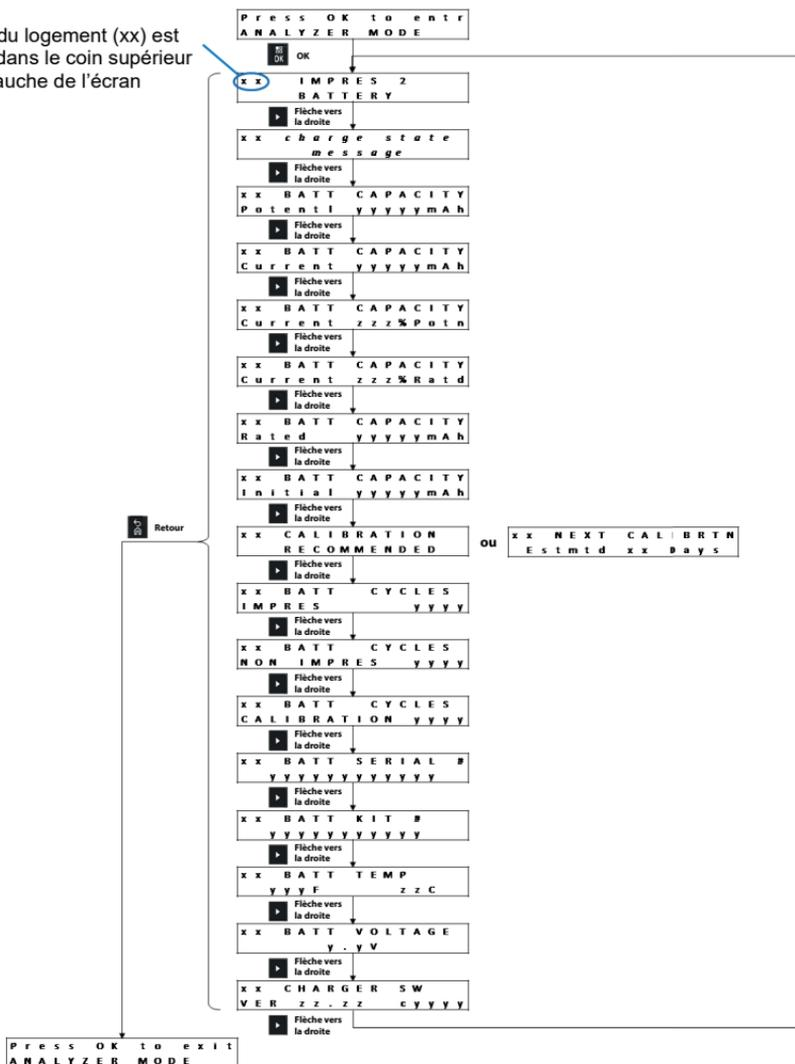 du logement (xx) est
dans le coin supérieur
auche de l'écran
Press OK to entr
ANALYZER MODE
OK
OK
xx IMPRES 2
BATTERY
Flèche vers
la droite
xx charge state
message
Flèche vers
la droite
xx BATT CAPACITY
Potentl yyyyymAh
Flèche vers
la droite
xx BATT CAPACITY
Current yyyyymAh
Flèche vers
la droite
xx BATT CAPACITY
Current zzz%Potn
Flèche vers
la droite
xx BATT CAPACITY
Current zzz%Ratd
Flèche vers
la droite
xx BATT CAPACITY
Rated yyyyymAh
Flèche vers
la droite
xx BATT CAPACITY
Initial yyyyymAh
Flèche vers
la droite
Retour
xx CALIBRATION
RECOMMENDED
ou
xx NEXT CALIBRTN
Estmtd xx Days
Flèche vers
la droite
xx BATT CYCLES
IMPRES yyyy
Flèche vers
la droite
xx BATT CYCLES
NON IMPRES yyyy
Flèche vers
la droite
xx BATT CYCLES
CALIBRATION yyyy
Flèche vers
la droite
xx BATT SERIAL #
yyyyyyyyyyyy
Flèche vers
la droite
xx BATT KIT #
yyyyyyyyyyy
Flèche vers
la droite
xx BATT TEMP
yyyF zzC
Flèche vers
la droite
xx BATT VOLTAGE
y.yV
Flèche vers
la droite
xx CHARGER SW
VER zz.zz cyyyy
Flèche vers
la droite
Press OK to exit
ANALYZER MODE